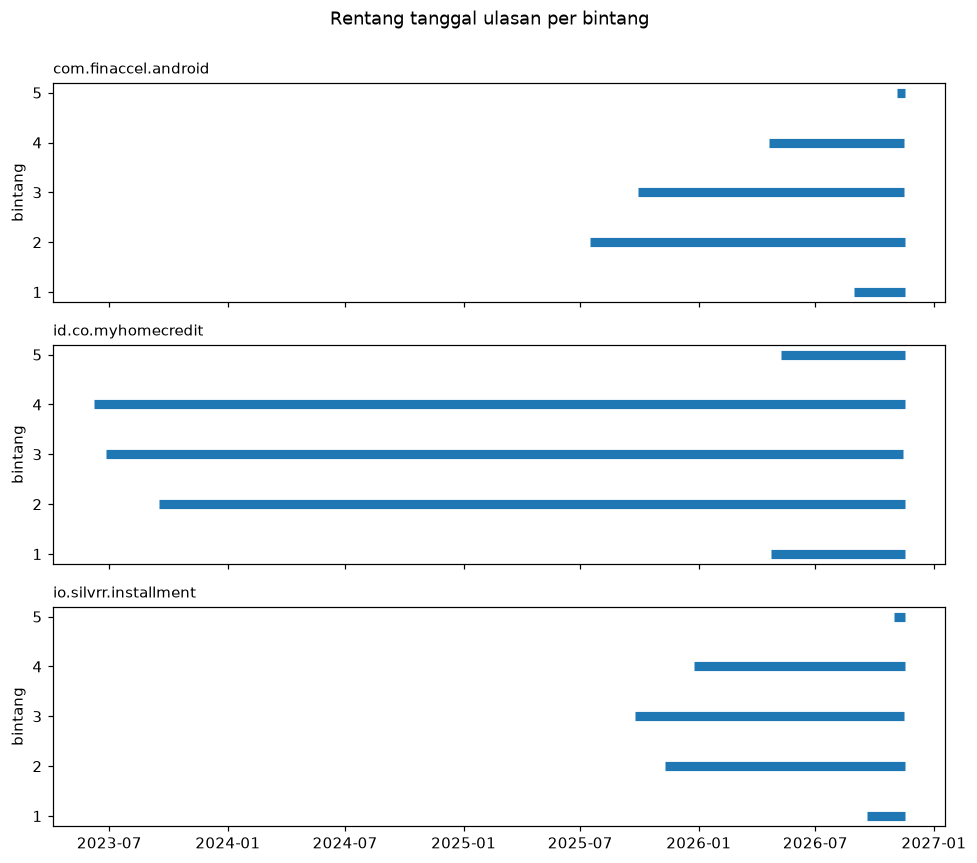 Rentang tanggal ulasan per bintang
com.finaccel.android
5
4
3
2
1
bintang
id.co.myhomecredit
5
4
3
2
1
bintang
io.silvrr.installment
5
4
3
2
1
bintang
2023-07 2024-01 2024-07 2025-01 2025-07 2026-01 2026-07 2027-01